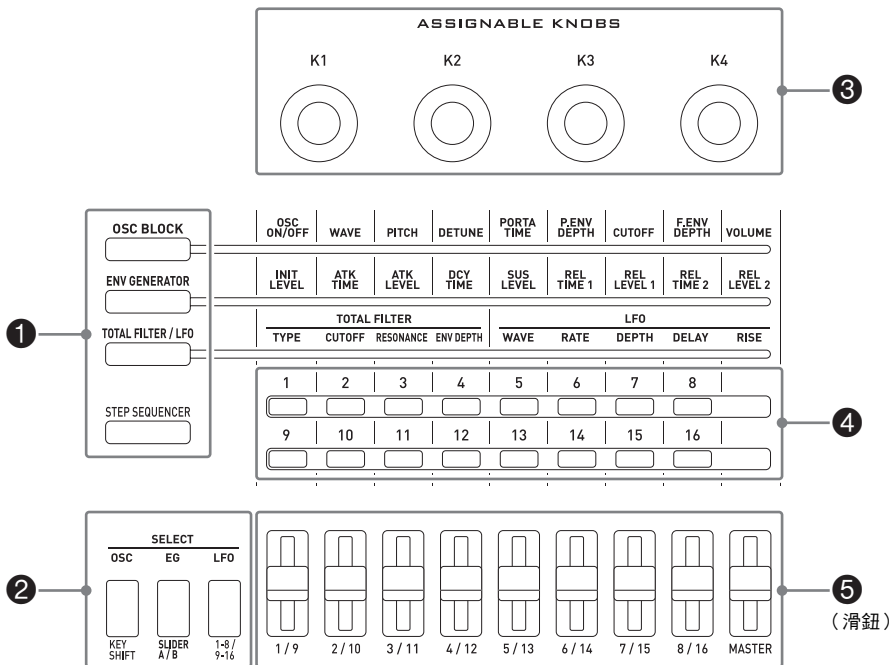 ASSIGNABLE KNOBS
K1 K2 K3 K4
❸
OSC BLOCK
OSC ON/OFF WAVE PITCH DETUNE PORTA TIME P.ENV DEPTH CUTOFF F.ENV DEPTH VOLUME
ENV GENERATOR
INIT LEVEL ATK TIME ATK LEVEL DCY TIME SUS LEVEL REL TIME 1 REL LEVEL 1 REL TIME 2 REL LEVEL 2
❶
TOTAL FILTER / LFO
TOTAL FILTER LFO
TYPE CUTOFF RESONANCE ENV DEPTH WAVE RATE DEPTH DELAY RISE
STEP SEQUENCER
1 2 3 4 5 6 7 8
❹
9 10 11 12 13 14 15 16
❷
SELECT
OSC EG LFO
KEY SHIFT SLIDER A/B 1-8/ 9-16
❺
(滑鈕)
1/9 2/10 3/11 4/12 5/13 6/14 7/15 8/16 MASTER